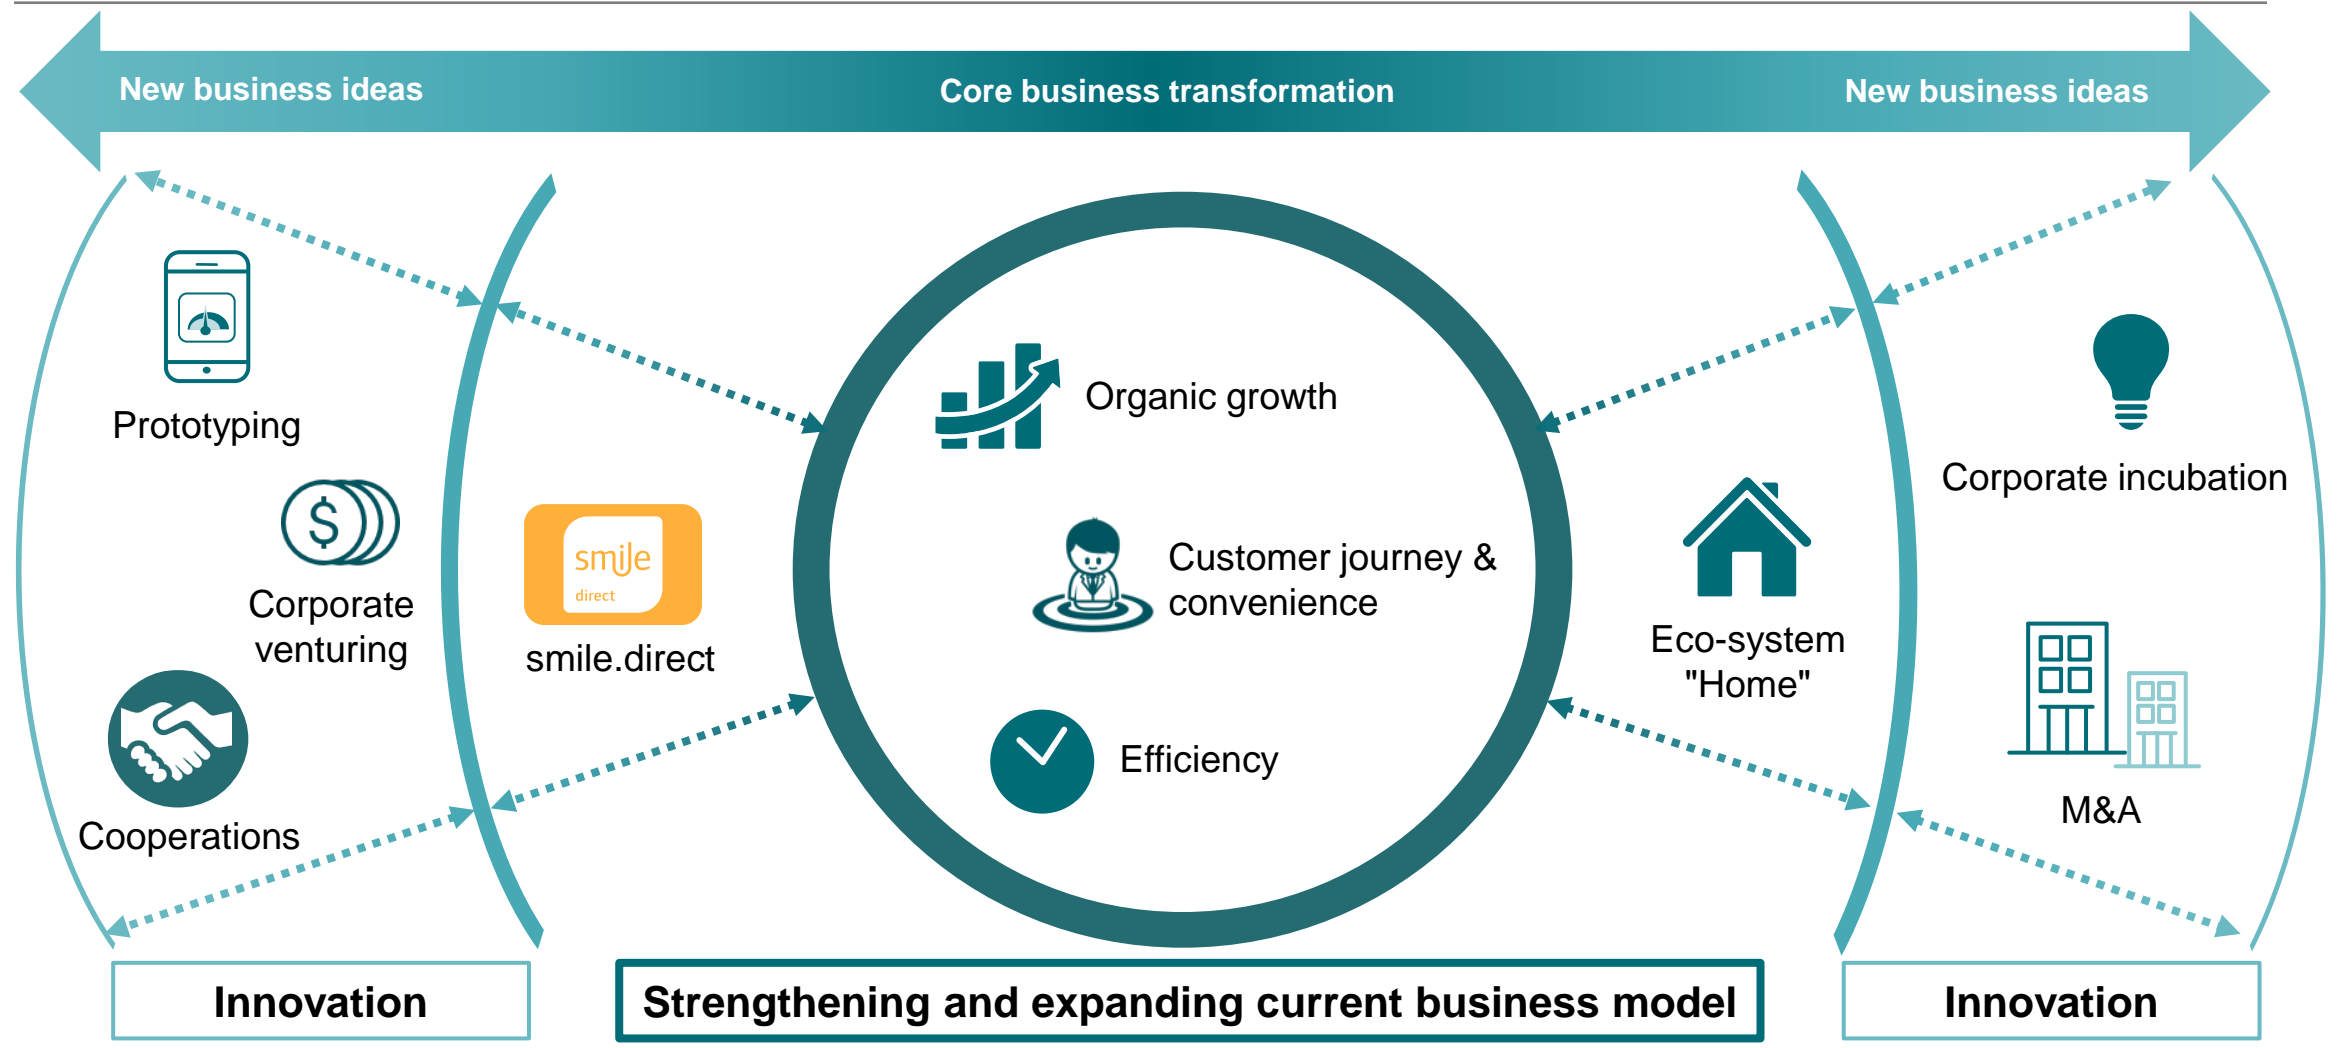 New business ideas
Core business transformation
New business ideas
Prototyping
$
Corporate
venturing
Cooperations
smile
direct
smile.direct
Organic growth
Customer journey &
convenience
Efficiency
Eco-system
"Home"
Corporate incubation
M&A
Innovation
Strengthening and expanding current business model
Innovation